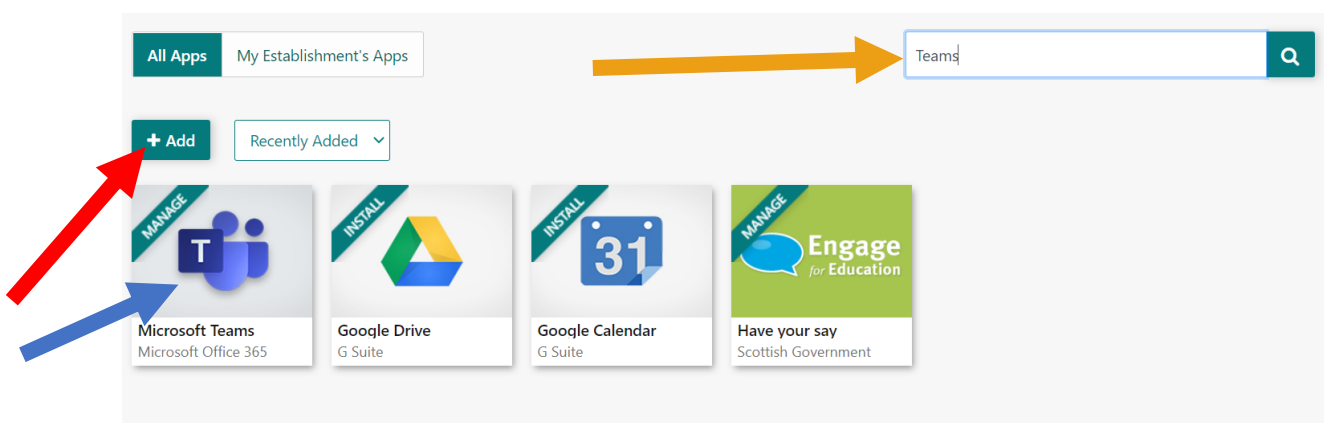 All Apps My Establishment's Apps Teams
+ Add Recently Added
MANAGE INSTALL INSTALL MANAGE
T 31 Engage
for Education
Microsoft Teams Google Drive Google Calendar Have your say
Microsoft Office 365 G Suite G Suite Scottish Government